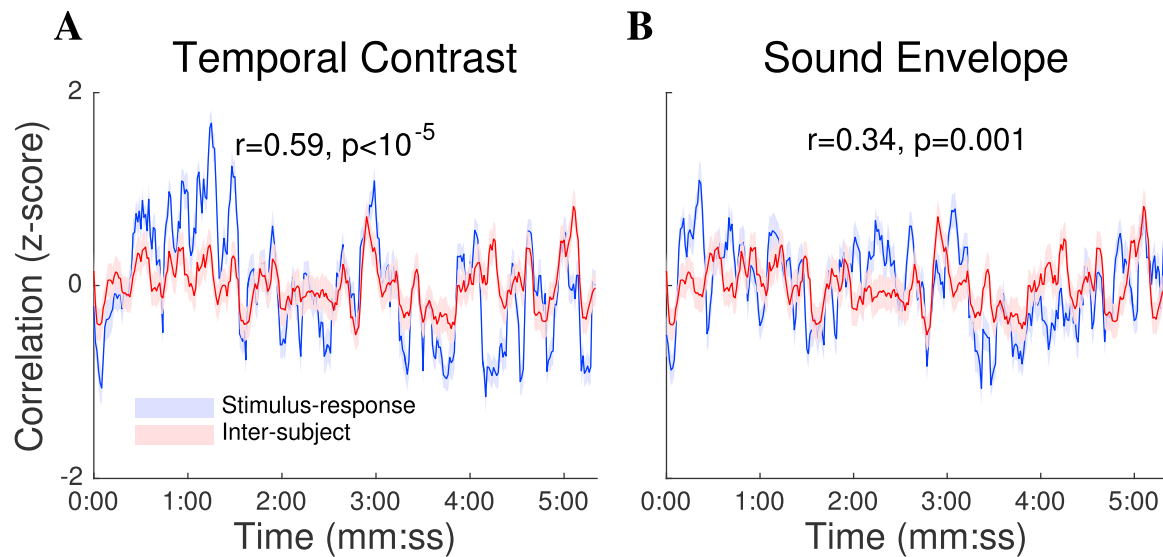 A
Temporal Contrast
2
0
-2
Correlation (z-score)
r=0.59, p<10^-5
Stimulus-response
Inter-subject
0:00 1:00 2:00 3:00 4:00 5:00
Time (mm:ss)
B
Sound Envelope
r=0.34, p=0.001
0:00 1:00 2:00 3:00 4:00 5:00
Time (mm:ss)